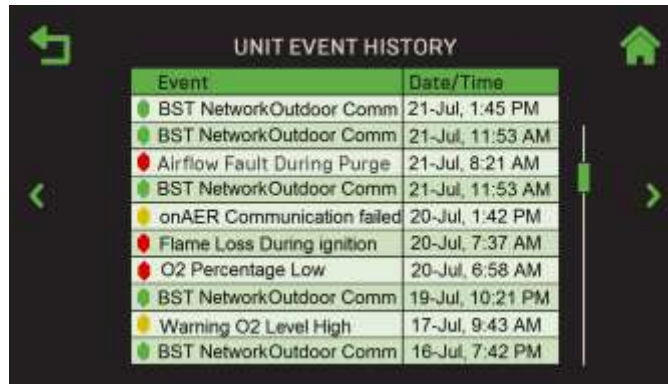 UNIT EVENT HISTORY
Event Date/Time
BST NetworkOutdoor Comm 21-Jul, 1:45 PM
BST NetworkOutdoor Comm 21-Jul, 11:53 AM
Airflow Fault During Purge 21-Jul, 8:21 AM
BST NetworkOutdoor Comm 21-Jul, 11:53 AM
onAER Communication failed 20-Jul, 1:42 PM
Flame Loss During ignition 20-Jul, 7:37 AM
O2 Percentage Low 20-Jul, 6:58 AM
BST NetworkOutdoor Comm 19-Jul, 10:21 PM
Warning O2 Level High 17-Jul, 9:43 AM
BST NetworkOutdoor Comm 16-Jul, 7:42 PM